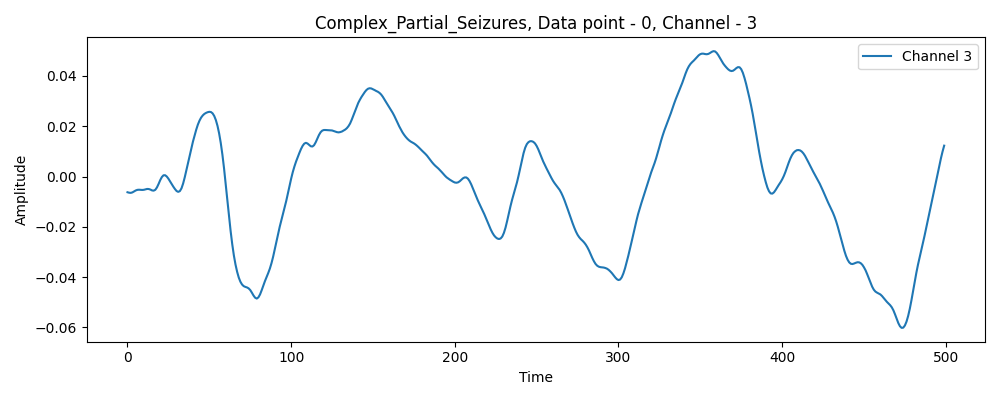 Complex_Partial_Seizures, Data point - 0, Channel - 3
Channel 3
Amplitude
0.04
0.02
0.00
−0.02
−0.04
−0.06
0 100 200 300 400 500
Time